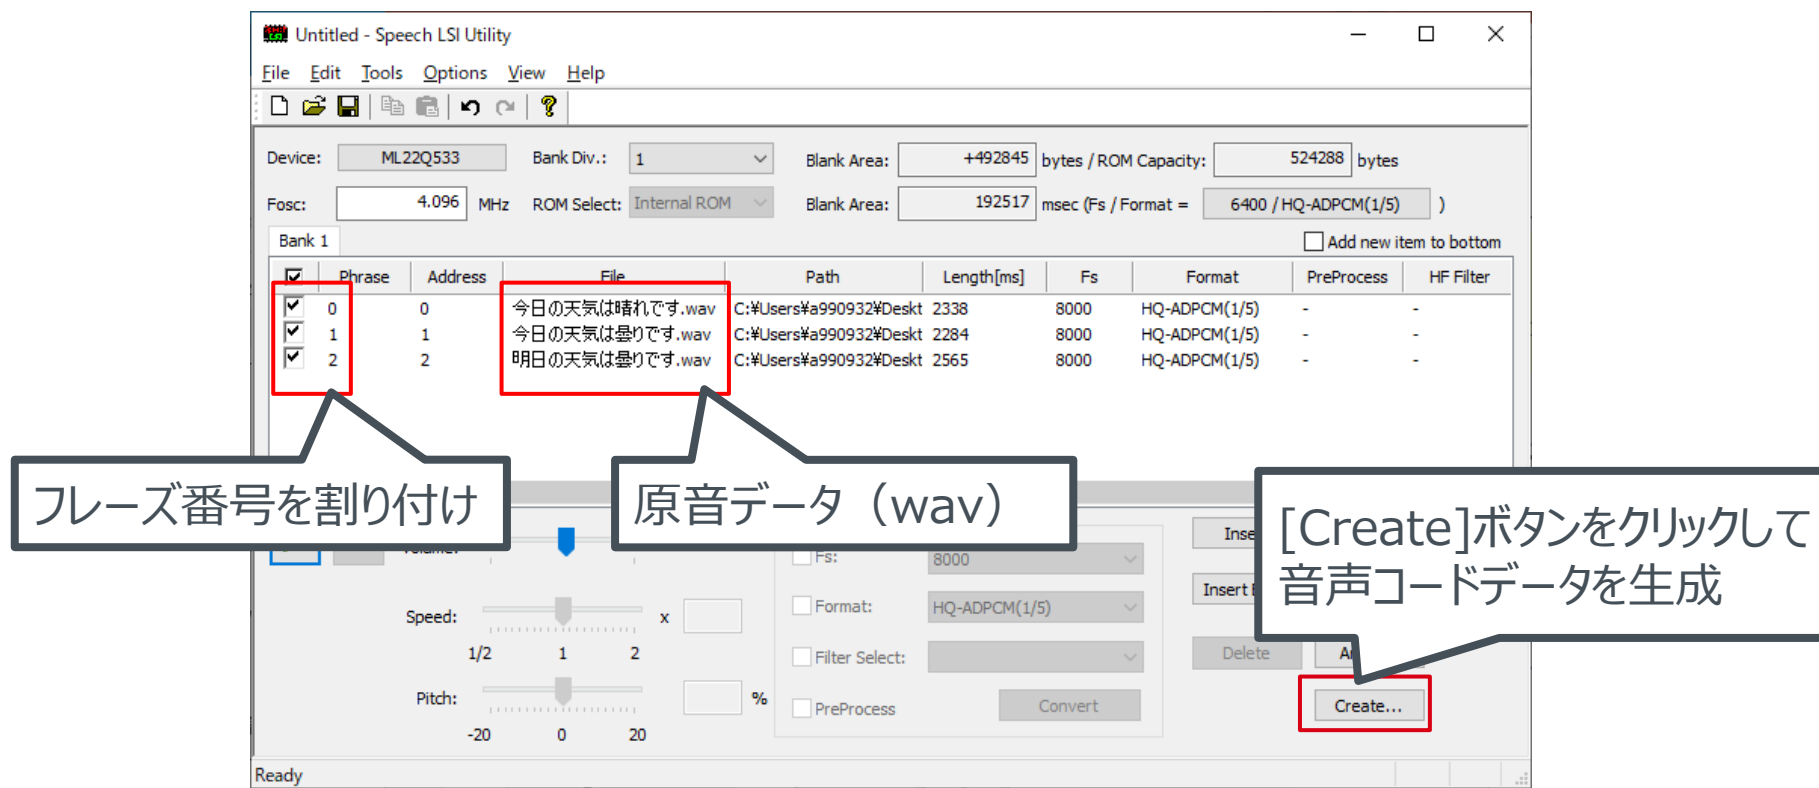 Untitled - Speech LSI Utility
File Edit Tools Options View Help
Device: ML22Q533 Bank Div.: 1 Blank Area: +492845 bytes / ROM Capacity: 524288 bytes
Fosc: 4.096 MHz ROM Select: Internal ROM Blank Area: 192517 msec (Fs / Format = 6400 / HQ-ADPCM(1/5) )
Bank 1 Add new item to bottom
Phrase Address File Path Length[ms] Fs Format PreProcess HF Filter
0 0 今日の天気は晴れです.wav C:¥Users¥a990932¥Deskt 2338 8000 HQ-ADPCM(1/5) - -
1 1 今日の天気は曇りです.wav C:¥Users¥a990932¥Deskt 2284 8000 HQ-ADPCM(1/5) - -
2 2 明日の天気は曇りです.wav C:¥Users¥a990932¥Deskt 2565 8000 HQ-ADPCM(1/5) - -
フレーズ番号を割り付け
原音データ（wav）
[Create]ボタンをクリックして
音声コードデータを生成
Volume:
Fs: 8000
Speed: x
Format: HQ-ADPCM(1/5)
Insert
1/2 1 2
Filter Select:
Delete
Pitch: %
PreProcess
Convert
Create...
-20 0 20
Ready